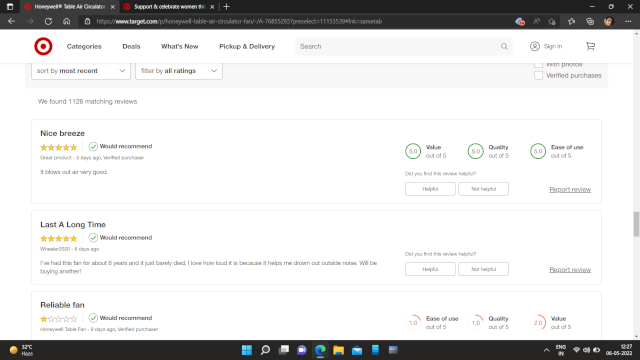 Honeywell® Table Air Circulator
Support & celebrate women this
https://www.target.com/p/honeywell-table-air-circulator-fan/-/A-76835265?preselect=11153539#lnk=sametab
Categories
Deals
What's New
Pickup & Delivery
Search
Sign in
sort by most recent
filter by all ratings
With photos
Verified purchases
We found 1126 matching reviews
Nice breeze
Would recommend
Great product - 5 days ago, Verified purchaser
It blows out air very good
5.0
Value
out of 5
5.0
Quality
out of 5
5.0
Ease of use
out of 5
Did you find this review helpful?
Helpful
Not helpful
Report review
Last A Long Time
Would recommend
Wheeler2020 - 6 days ago
I've had this fan for about 6 years and it just barely died. I love how loud it is because it helps me drown out outside noise. Will be
buying another!
Did you find this review helpful?
Helpful
Not helpful
Report review
Reliable fan
Would recommend
Honeywell Table Fan - 9 days ago, Verified purchaser
1.0
Ease of use
out of 5
1.0
Quality
out of 5
2.0
Value
out of 5
32°C
Haze
ENG
IN
12:27
06-05-2022